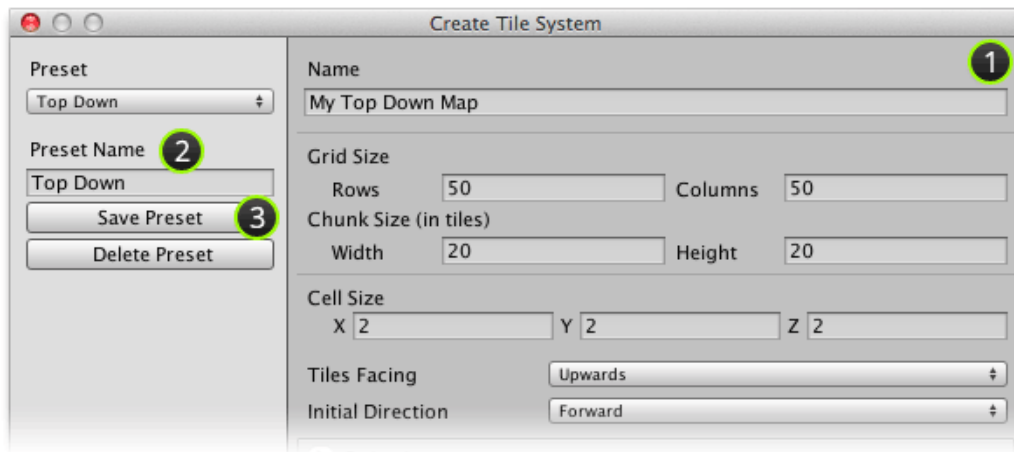 Create Tile System
Preset
Top Down
Preset Name 2
Top Down
Save Preset 3
Delete Preset
1
Name
My Top Down Map
Grid Size
Rows 50 Columns 50
Chunk Size (in tiles)
Width 20 Height 20
Cell Size
X 2 Y 2 Z 2
Tiles Facing Upwards
Initial Direction Forward